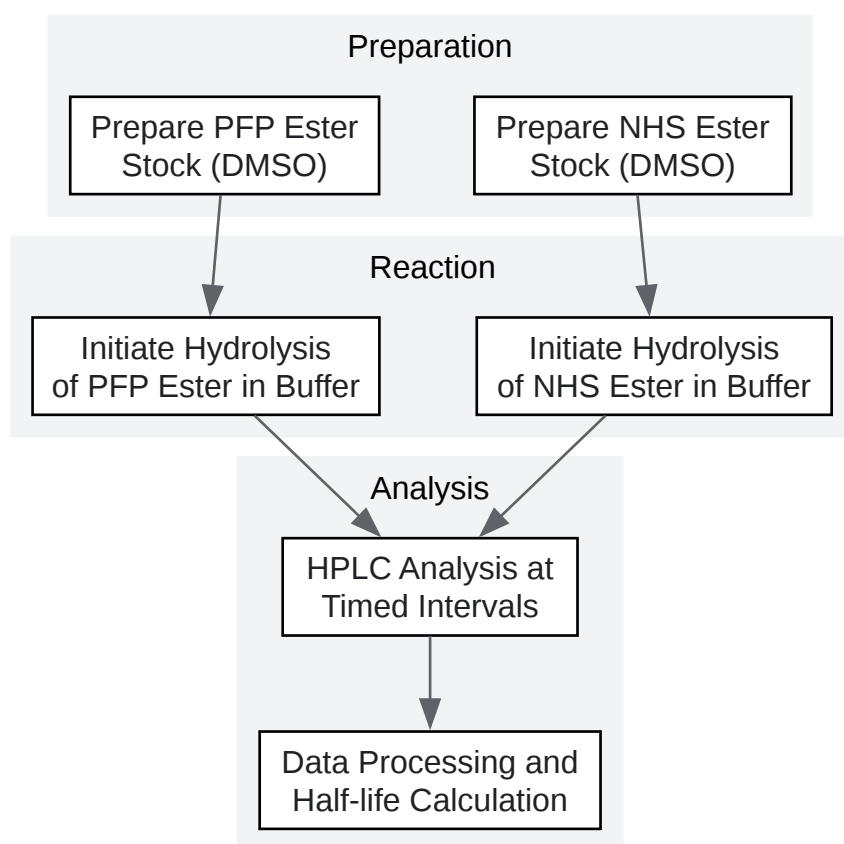 Preparation
Prepare PFP Ester
Stock (DMSO)
Prepare NHS Ester
Stock (DMSO)
Reaction
Initiate Hydrolysis
of PFP Ester in Buffer
Initiate Hydrolysis
of NHS Ester in Buffer
Analysis
HPLC Analysis at
Timed Intervals
Data Processing and
Half-life Calculation